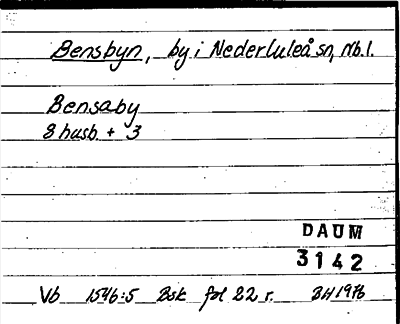 Bensbyn, by i Nederluleå sn, Nb.l.
Bensaby
8 husb. + 3
DAUM
3142
Vb 1546:5 Bsk fol 22 r. BH 1976